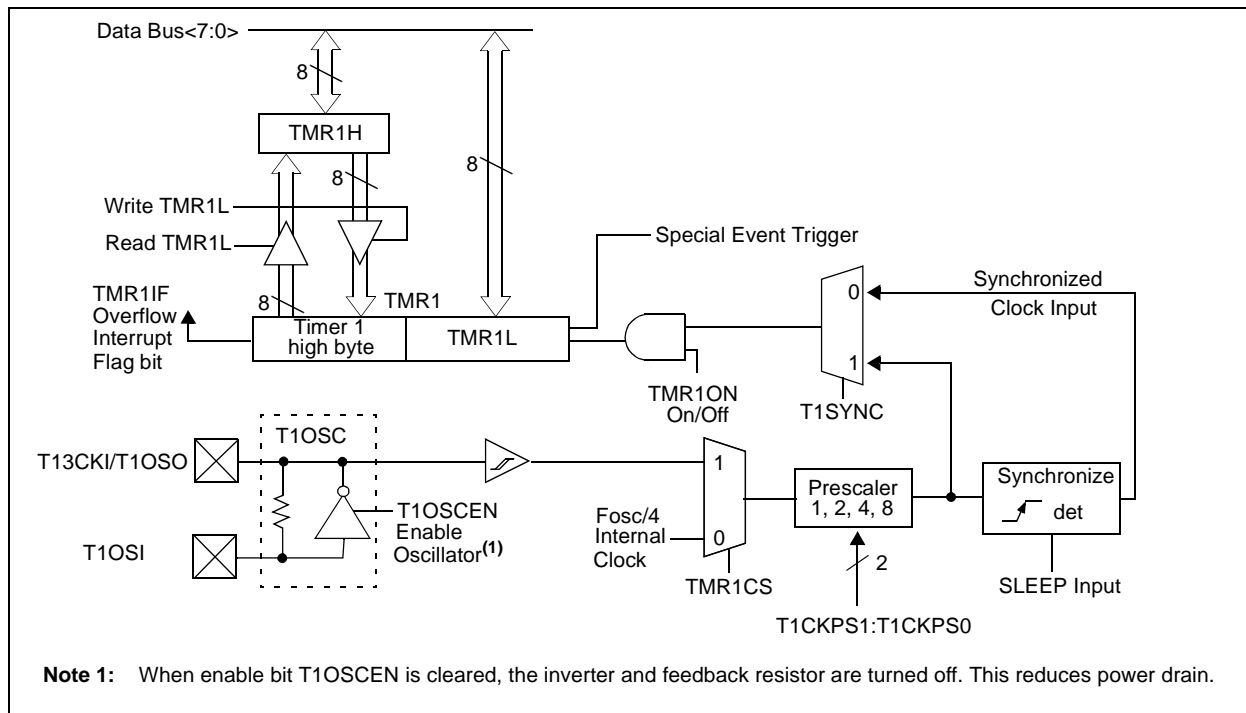 Data Bus<7:0>
8
TMR1H
8
8
Write TMR1L
Read TMR1L
Special Event Trigger
8
TMR1
TMR1IF
Overflow
Interrupt
Flag bit
Timer 1
high byte
TMR1L
0
1
Synchronized
Clock Input
TMR1ON
On/Off
T1SYNC
T1OSC
T13CKI/T1OSO
T1OSI
T1OSCEN
Enable
Oscillator(1)
1
0
Fosc/4
Internal
Clock
TMR1CS
Prescaler
1, 2, 4, 8
2
T1CKPS1:T1CKPS0
Synchronize
det
SLEEP Input
Note 1: When enable bit T1OSCEN is cleared, the inverter and feedback resistor are turned off. This reduces power drain.